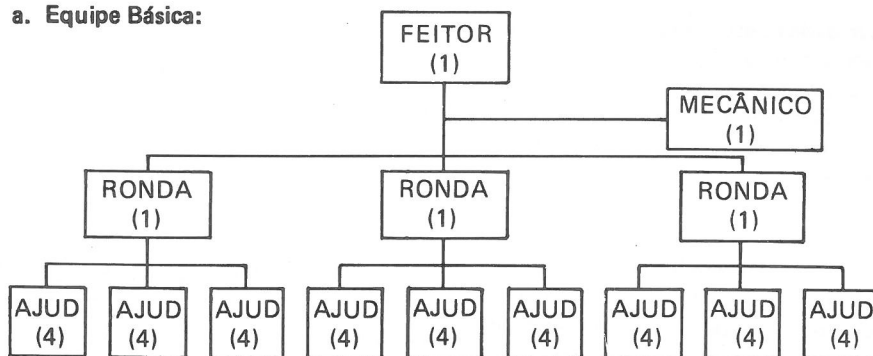 a. Equipe Básica:
FEITOR
(1)
MECÂNICO
(1)
RONDA
(1)
RONDA
(1)
RONDA
(1)
AJUD
(4)
AJUD
(4)
AJUD
(4)
AJUD
(4)
AJUD
(4)
AJUD
(4)
AJUD
(4)
AJUD
(4)
AJUD
(4)